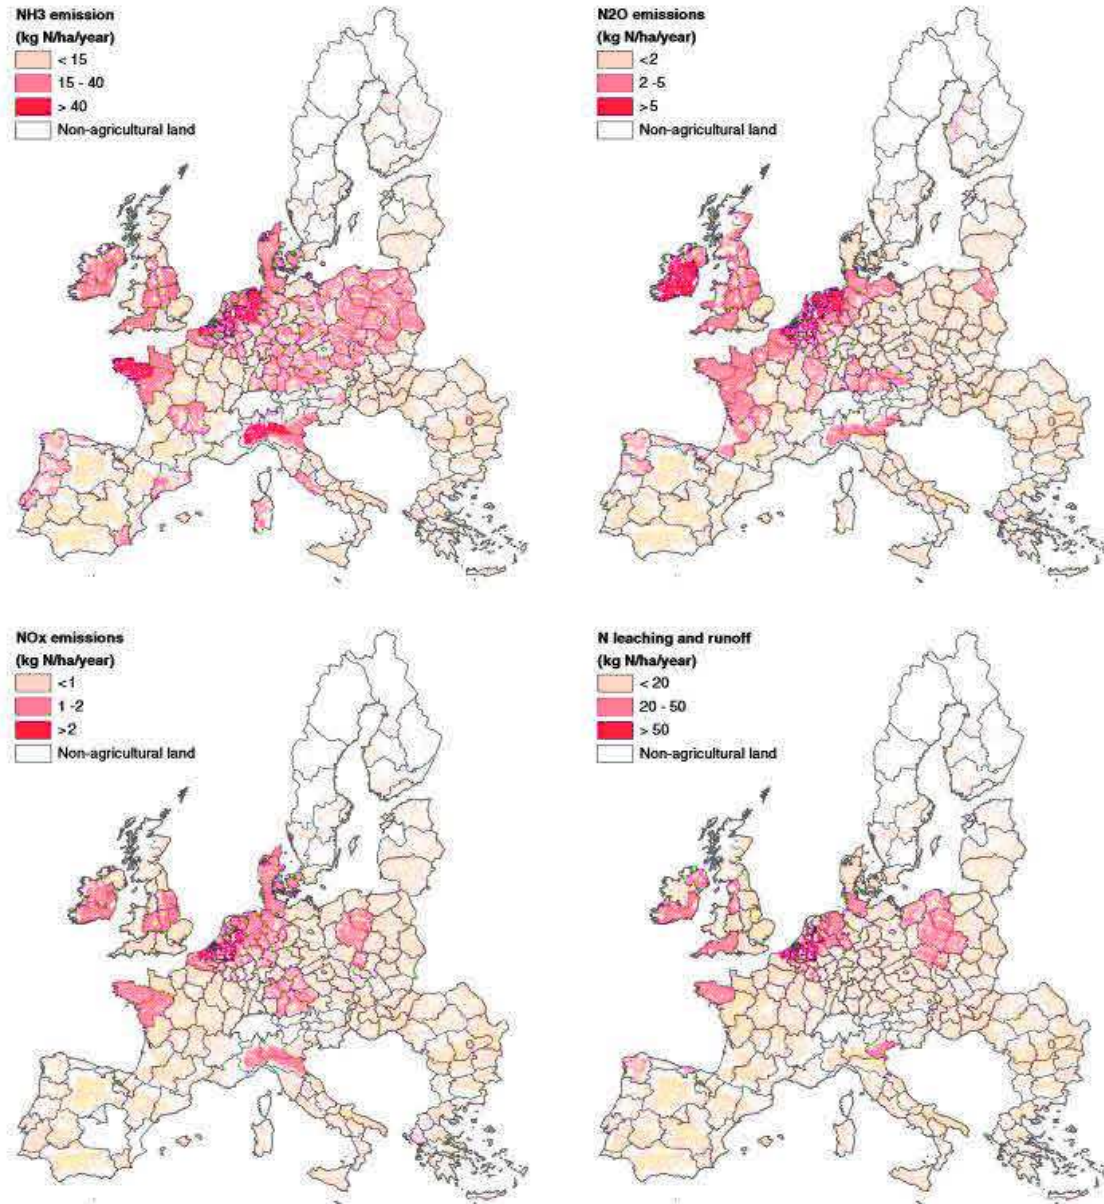 NH3 emission
(kg N/ha/year)
< 15
15 - 40
> 40
Non-agricultural land
N2O emissions
(kg N/ha/year)
<2
2 -5
>5
Non-agricultural land
NOx emissions
(kg N/ha/year)
<1
1 -2
>2
Non-agricultural land
N leaching and runoff
(kg N/ha/year)
< 20
20 - 50
> 50
Non-agricultural land